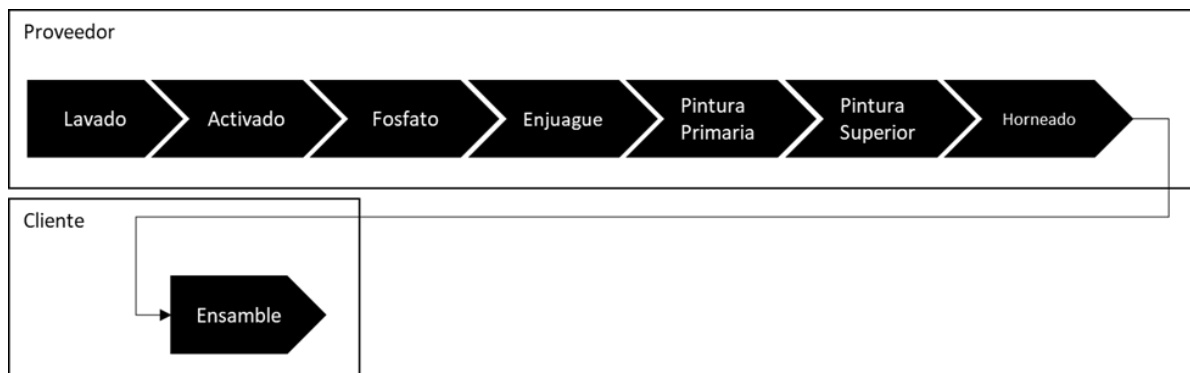 Proveedor
Lavado
Activado
Fosfato
Enjuague
Pintura
Primaria
Pintura
Superior
Horneado
Cliente
Ensamble